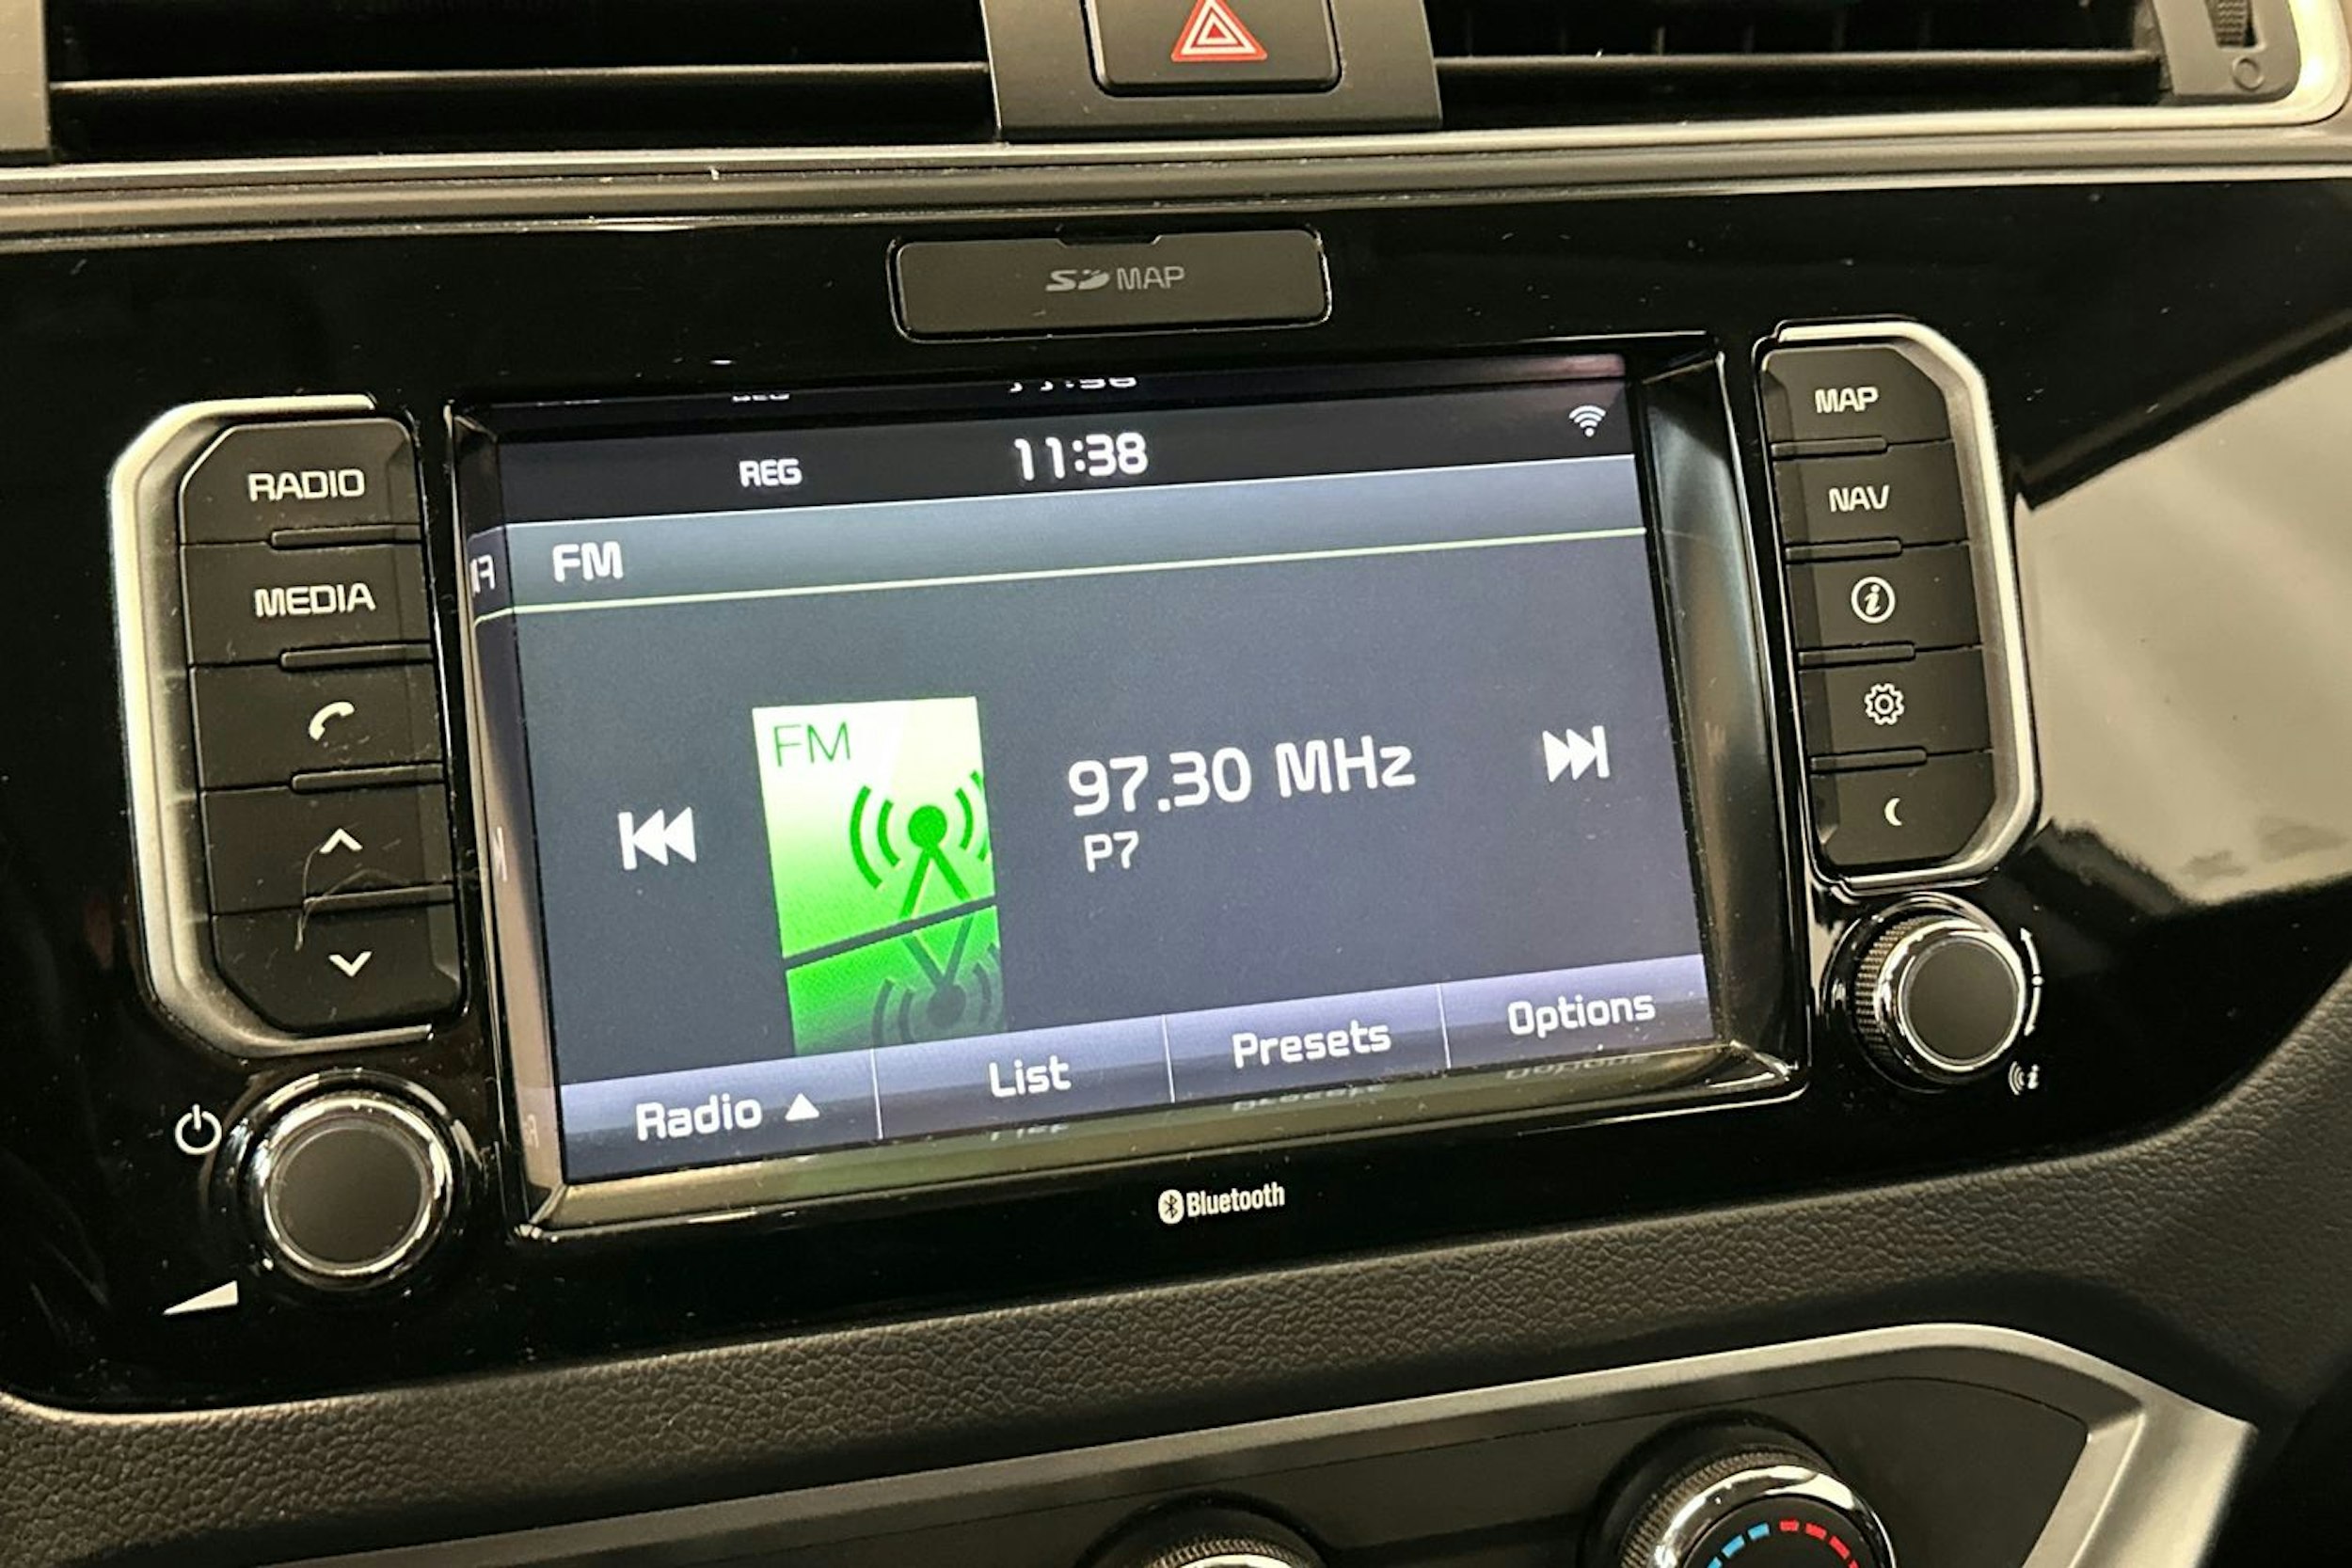 SD MAP
RADIO
MEDIA
REG 11:38
FM
FM
97.30 MHz
P7
Radio ▲ List Presets Options
MAP
NAV
i
Bluetooth